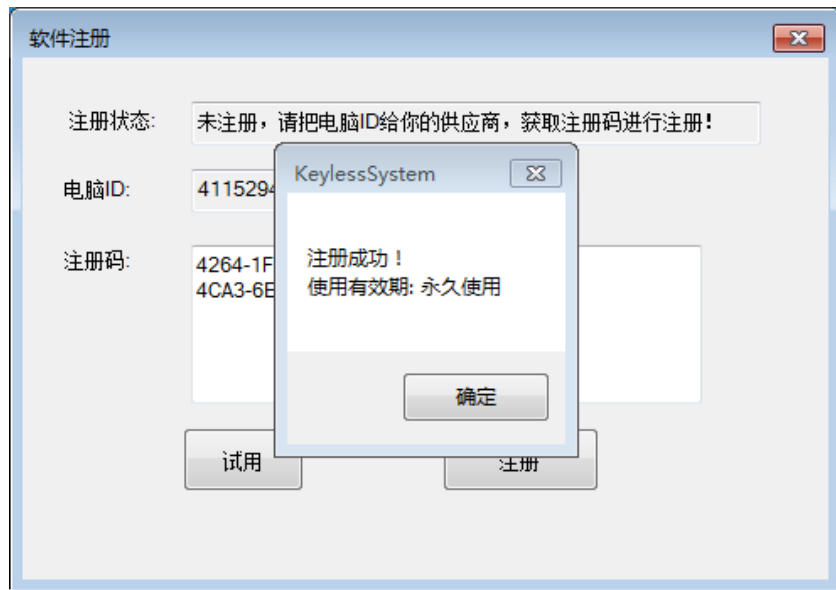 软件注册
注册状态: 未注册，请把电脑ID给你的供应商，获取注册码进行注册!
KeylessSystem
电脑ID: 411529
注册码: 4264-1F
4CA3-6E
注册成功！
使用有效期: 永久使用
确定
试用
注册